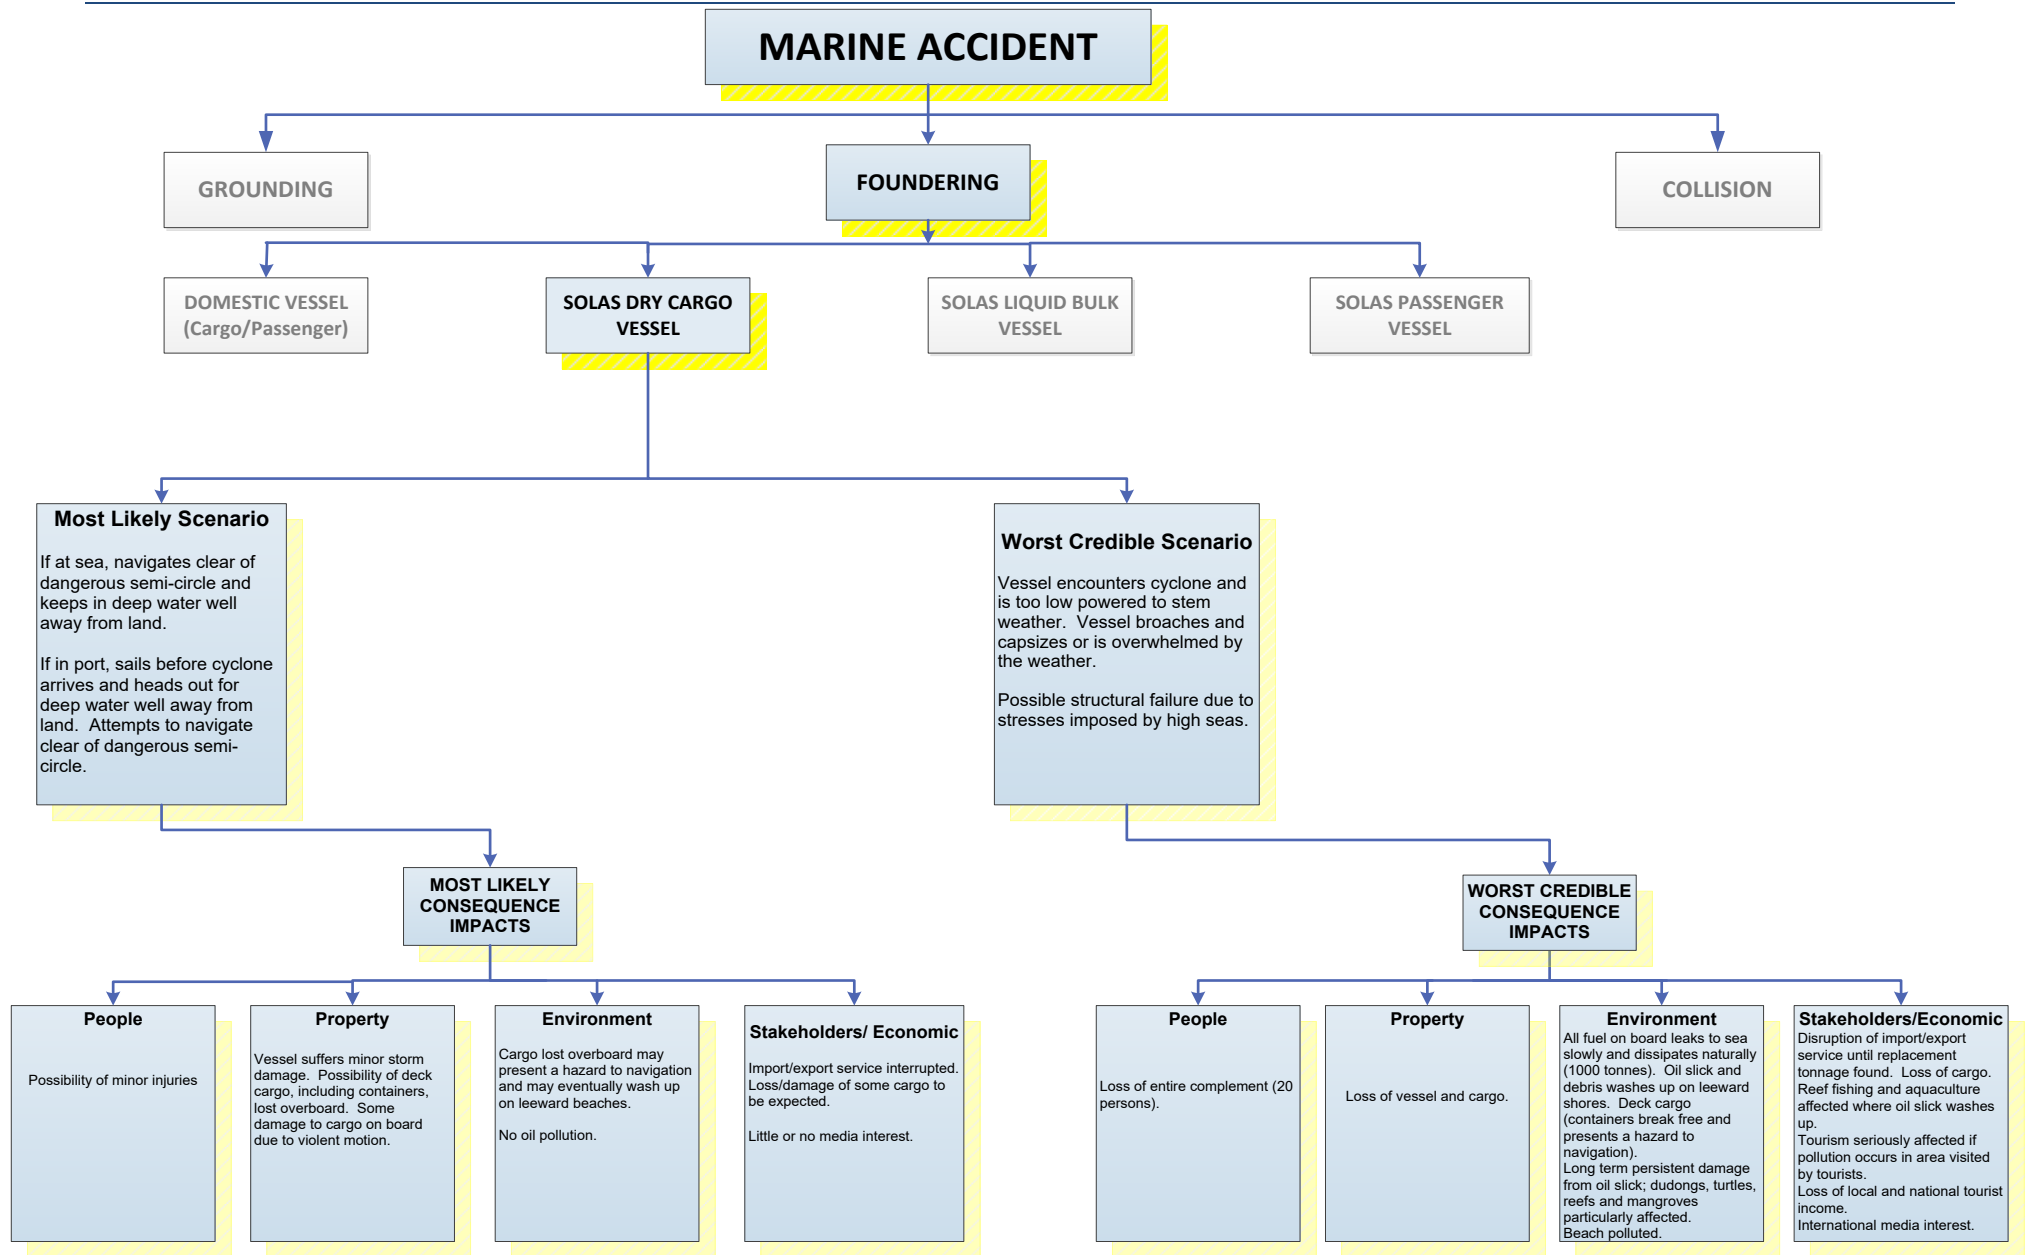 MARINE ACCIDENT
GROUNDING
FOUNDERING
COLLISION
DOMESTIC VESSEL
(Cargo/Passenger)
SOLAS DRY CARGO
VESSEL
SOLAS LIQUID BULK
VESSEL
SOLAS PASSENGER
VESSEL
Most Likely Scenario
If at sea, navigates clear of
dangerous semi-circle and
keeps in deep water well
away from land.
If in port, sails before cyclone
arrives and heads out for
deep water well away from
land.  Attempts to navigate
clear of dangerous semi-
circle.
Worst Credible Scenario
Vessel encounters cyclone and
is too low powered to stem
weather.  Vessel broaches and
capsizes or is overwhelmed by
the weather.
Possible structural failure due to
stresses imposed by high seas.
MOST LIKELY
CONSEQUENCE
IMPACTS
WORST CREDIBLE
CONSEQUENCE
IMPACTS
People
Possibility of minor injuries
Property
Vessel suffers minor storm
damage.  Possibility of deck
cargo, including containers,
lost overboard.  Some
damage to cargo on board
due to violent motion.
Environment
Cargo lost overboard may
present a hazard to navigation
and may eventually wash up
on leeward beaches.
No oil pollution.
Stakeholders/ Economic
Import/export service interrupted.
Loss/damage of some cargo to
be expected.
Little or no media interest.
People
Loss of entire complement (20
persons).
Property
Loss of vessel and cargo.
Environment
All fuel on board leaks to sea
slowly and dissipates naturally
(1000 tonnes).  Oil slick and
debris washes up on leeward
shores.  Deck cargo
(containers break free and
presents a hazard to
navigation).
Long term persistent damage
from oil slick; dudongs, turtles,
reefs and mangroves
particularly affected.
Beach polluted.
Stakeholders/Economic
Disruption of import/export
service until replacement
tonnage found.  Loss of cargo.
Reef fishing and aquaculture
affected where oil slick washes
up.
Tourism seriously affected if
pollution occurs in area visited
by tourists.
Loss of local and national tourist
income.
International media interest.